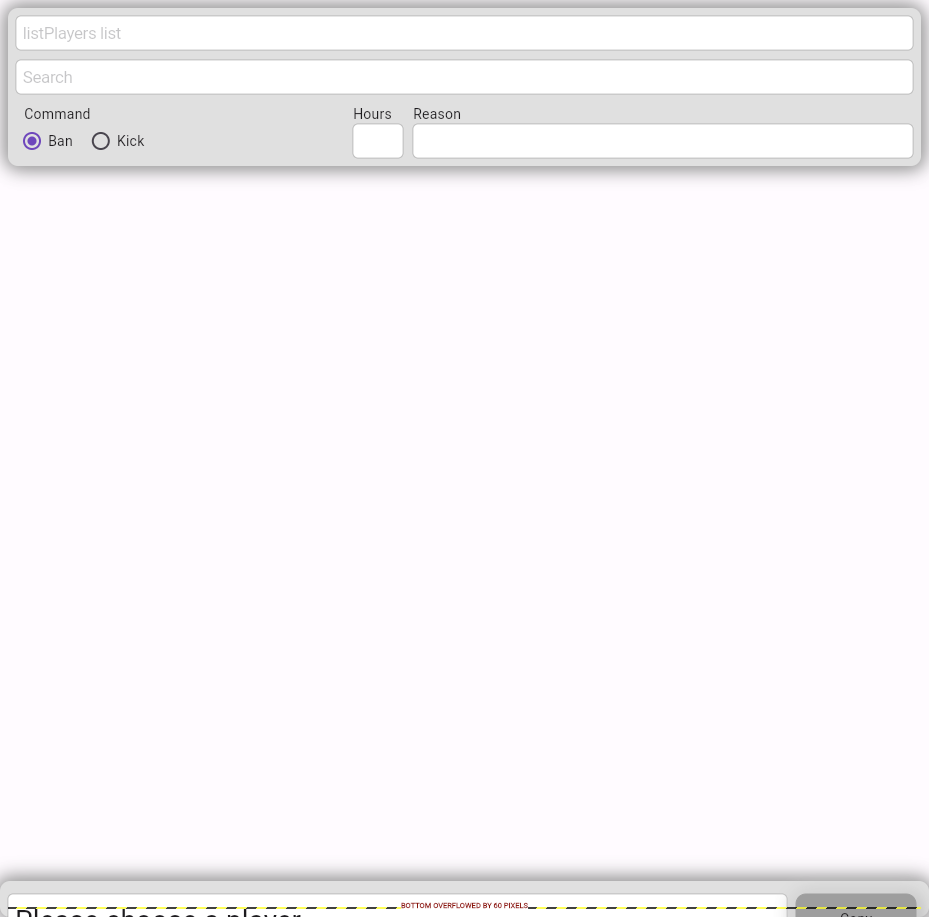 listPlayers list
Search
Command
Hours
Reason
Ban
Kick
Please choose a player
BOTTOM OVERFLOWED BY 60 PIXELS
Copy